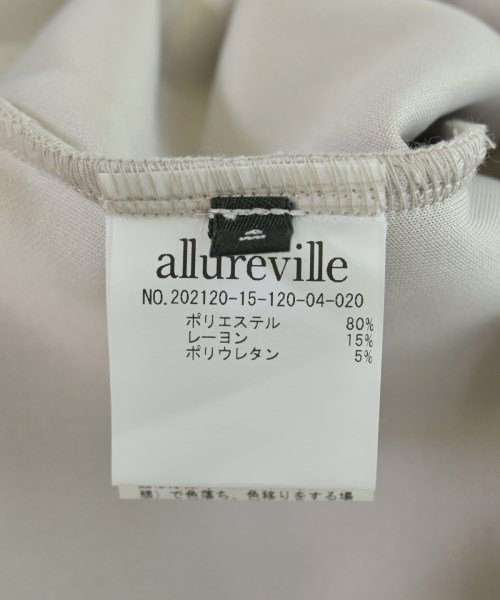 allureville
NO.202120-15-120-04-020
ポリエステル 80%
レーヨン 15%
ポリウレタン 5%
態）で色落ち，色移りをする場